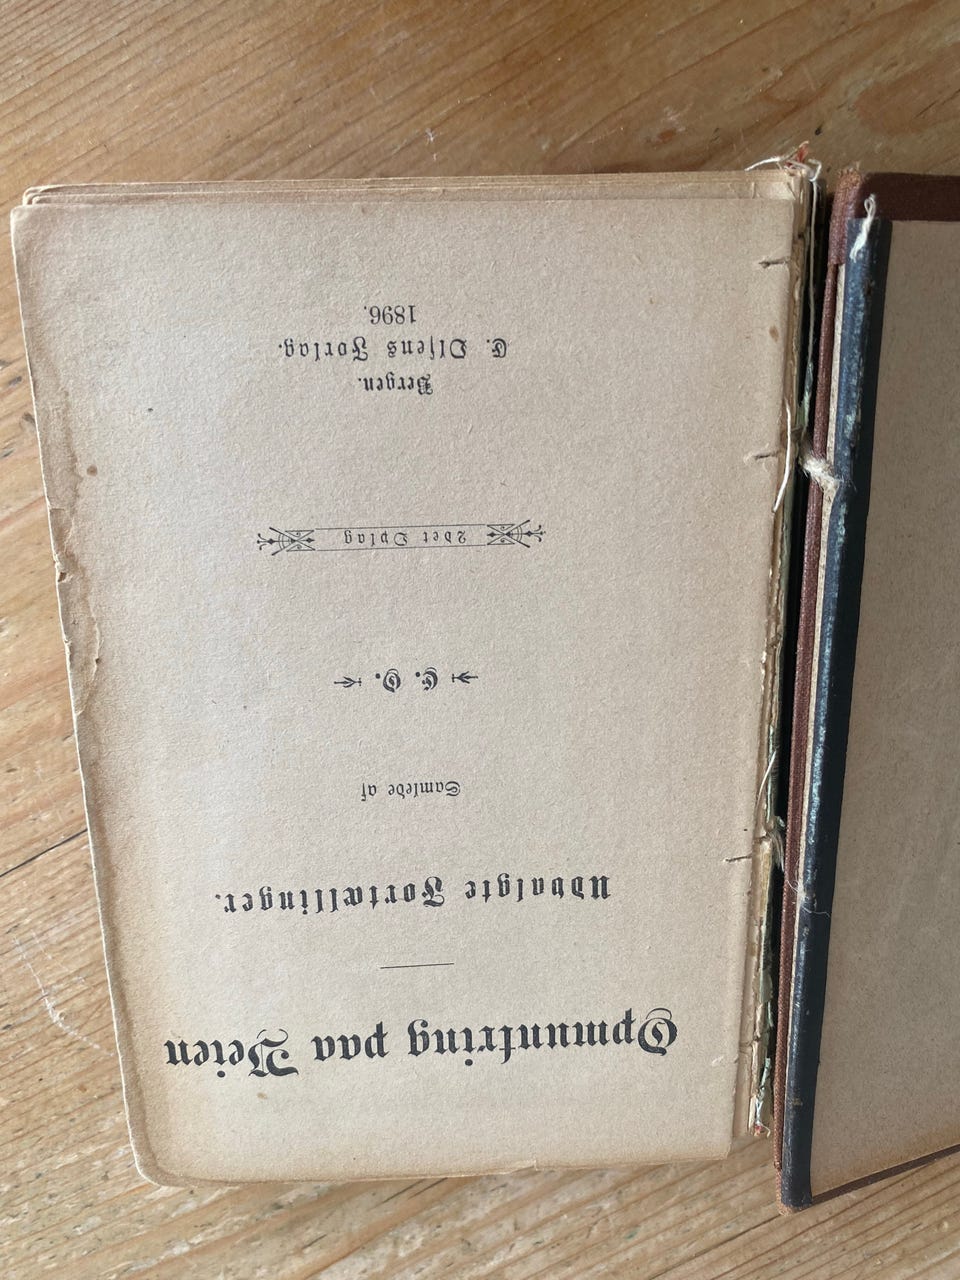 Opmuntring paa Veien
Udvalgte Fortællinger.
Samlede af
E. O.
2det Oplag
Bergen.
E. Olsens Forlag.
1896.